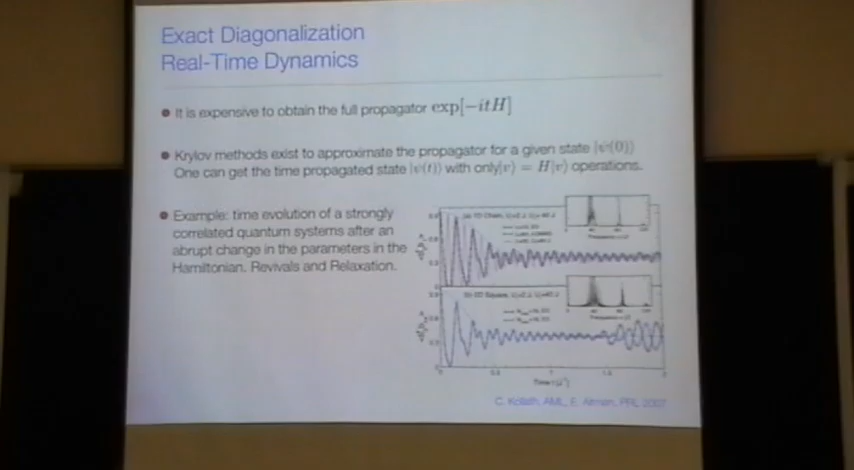 Exact Diagonalization
Real-Time Dynamics
It is expensive to obtain the full propagator exp[−itH]
Krylov methods exist to approximate the propagator for a given state |ψ(0)⟩
One can get the time propagated state |ψ(t)⟩ with only |v⟩ = H|v⟩ operations.
Example: time evolution of a strongly
correlated quantum systems after an
abrupt change in the parameters in the
Hamiltonian. Revivals and Relaxation.
C. Kollath, AML, E. Altman, PRL 2007